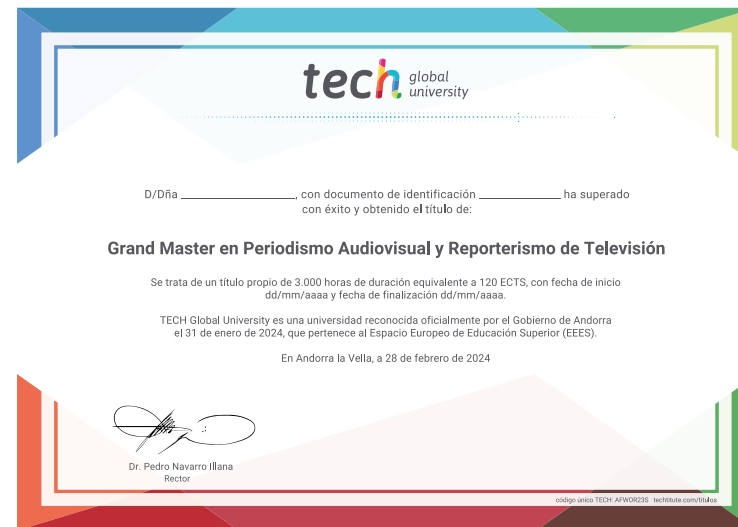 tech global university
D/Dña ____________________, con documento de identificación ______________ ha superado
con éxito y obtenido el título de:
Grand Master en Periodismo Audiovisual y Reporterismo de Televisión
Se trata de un título propio de 3.000 horas de duración equivalente a 120 ECTS, con fecha de inicio
dd/mm/aaaa y fecha de finalización dd/mm/aaaa.
TECH Global University es una universidad reconocida oficialmente por el Gobierno de Andorra
el 31 de enero de 2024, que pertenece al Espacio Europeo de Educación Superior (EEES).
En Andorra la Vella, a 28 de febrero de 2024
Dr. Pedro Navarro Illana
Rector
código único TECH: AFWOR23S techtitute.com/titulos